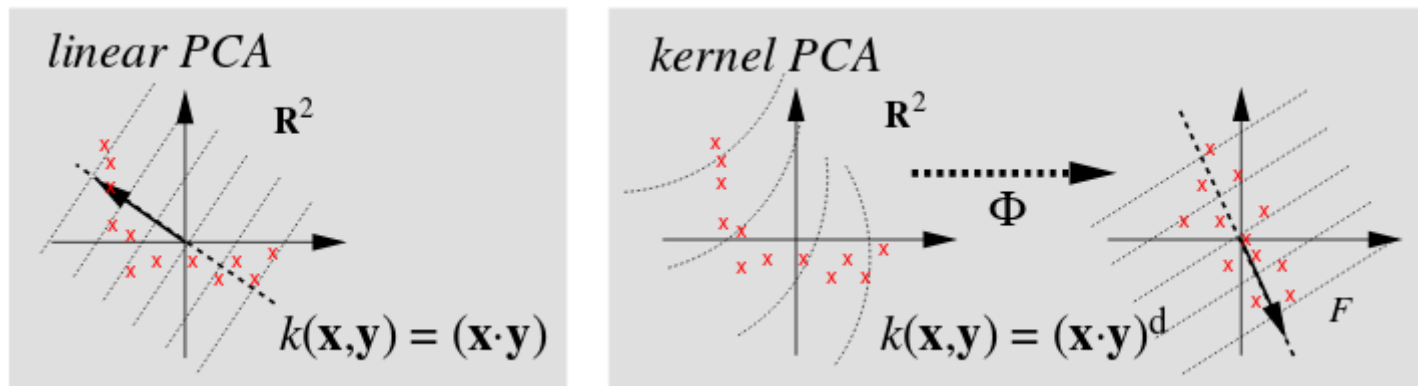 linear PCA
R²
k(x,y) = (x·y)
kernel PCA
R²
Φ
k(x,y) = (x·y)ᵈ
F